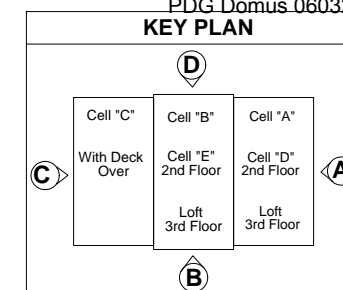 PDG Domus 0603
KEY PLAN
D
Cell "C"
With Deck
Over
Cell "B"
Cell "E"
2nd Floor
Loft
3rd Floor
Cell "A"
Cell "D"
2nd Floor
Loft
3rd Floor
C
A
B